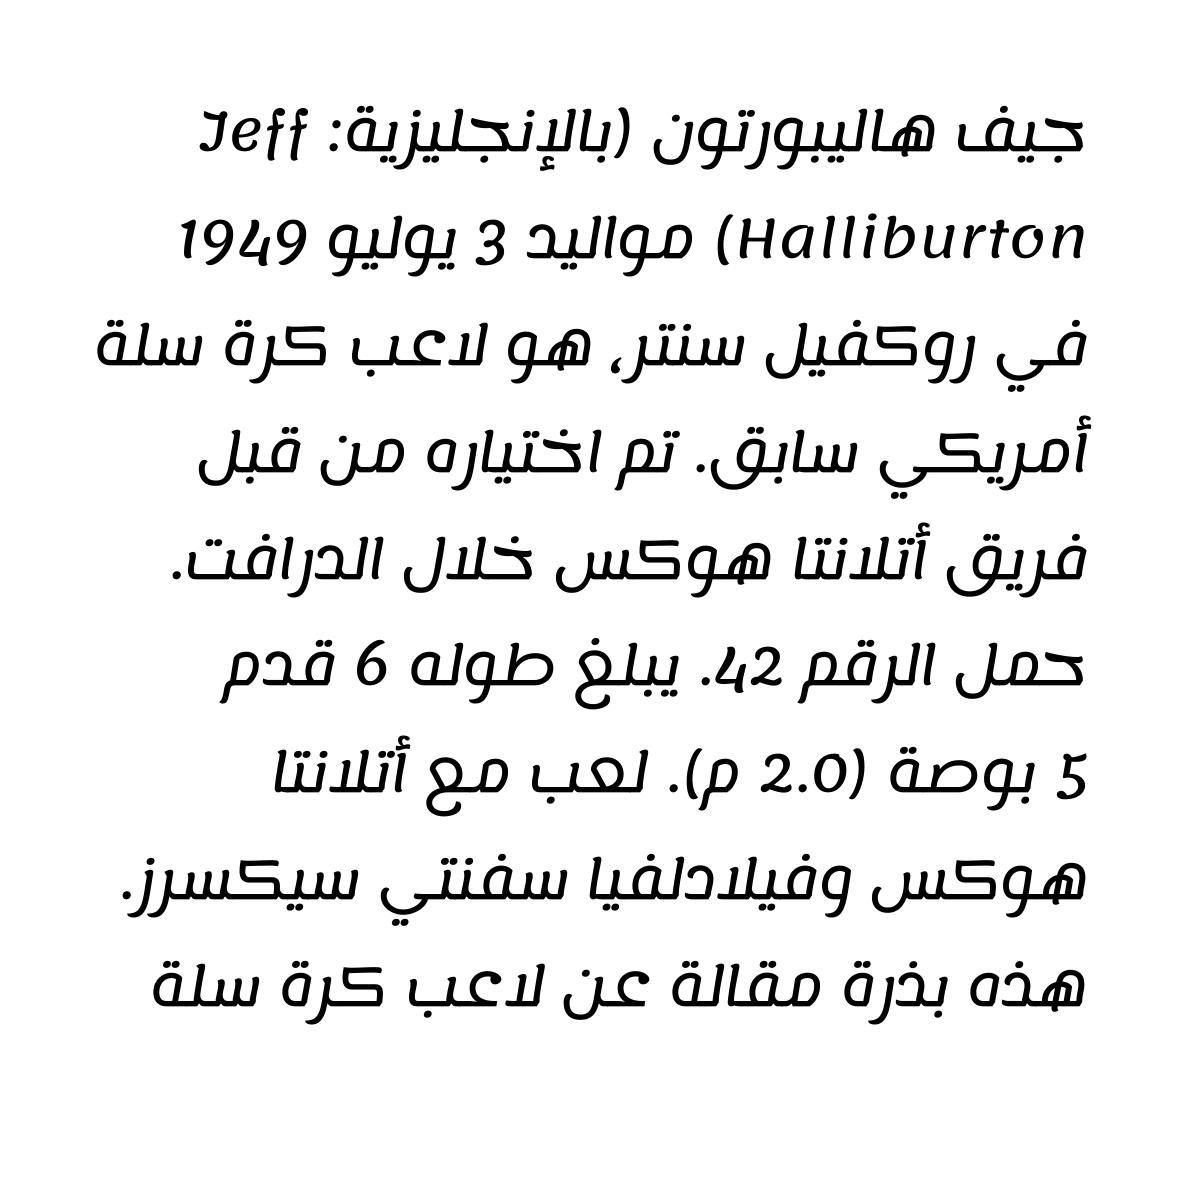 جيف هاليبورتون (بالإنجليزية: Jeff
Halliburton) مواليد 3 يوليو 1949
في روكفيل سنتر، هو لاعب كرة سلة
أمريكي سابق. تم اختياره من قبل
فريق أتلانتا هوكس خلال الدرافت.
حمل الرقم 42. يبلغ طوله 6 قدم
5 بوصة (2.0 م). لعب مع أتلانتا
هوكس وفيلادلفيا سفنتي سيكسرز.
هذه بذرة مقالة عن لاعب كرة سلة